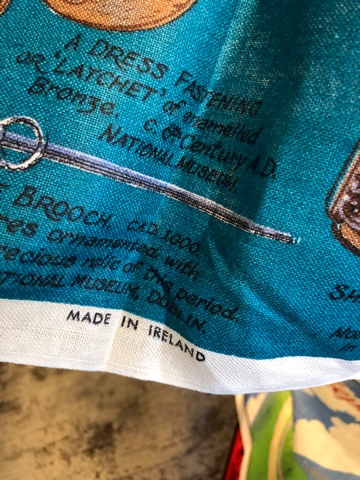 A DRESS FASTENING
OR 'LATCHET' of enamelled
Bronze. c. 6th Century A.D.
NATIONAL MUSEUM
BROOCH, CAD. 1000.
ornamented with
precious relic of this period.
NATIONAL MUSEUM, DUBLIN.
MADE IN IRELAND